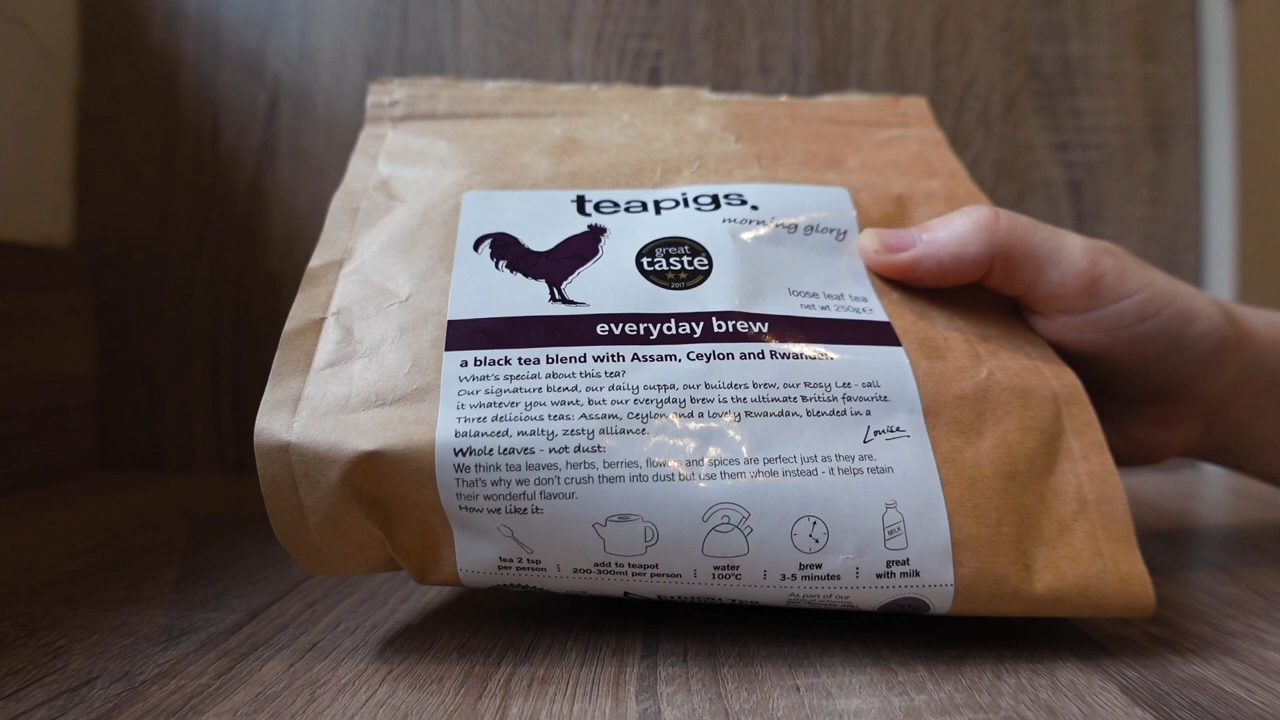 teapigs.
morning glory
great
taste
2017
loose leaf tea
net wt 250g ℮
everyday brew
a black tea blend with Assam, Ceylon and Rwandan.
What's special about this tea?
Our signature blend, our daily cuppa, our builders brew, our Rosy Lee - call
it whatever you want, but our everyday brew is the ultimate British favourite.
Three delicious teas: Assam, Ceylon and a lovely Rwandan, blended in a
balanced, malty, zesty alliance.
Louise
Whole leaves - not dust:
We think tea leaves, herbs, berries, flowers and spices are perfect just as they are.
That's why we don't crush them into dust but use them whole instead - it helps retain
their wonderful flavour.
How we like it:
MILK
tea 2 tsp
per person
add to teapot
200-300ml per person
water
100°C
brew
3-5 minutes
great
with milk
As part of our